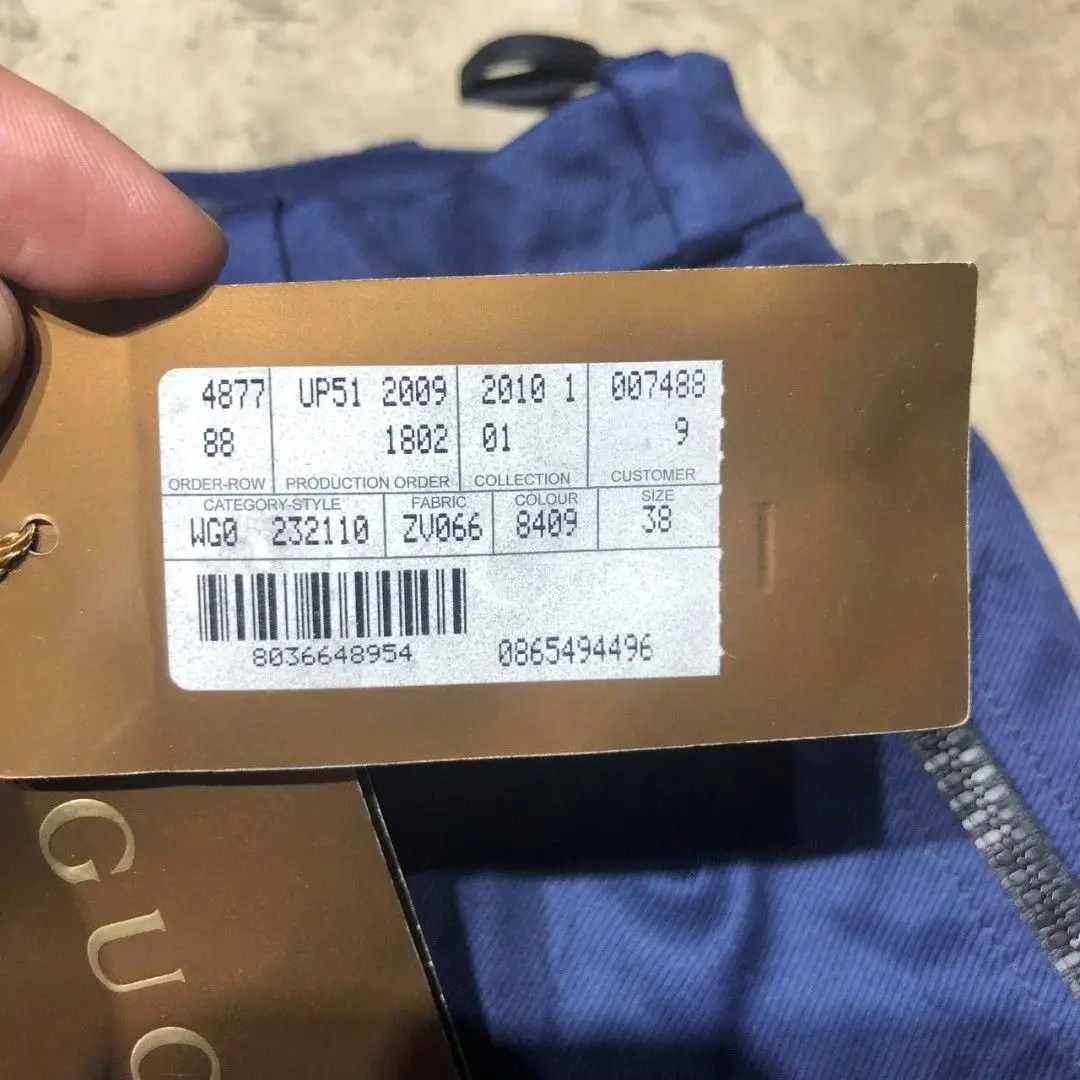 4877 UP51 2009 2010 1 007488
88 1802 01 9
ORDER-ROW PRODUCTION ORDER COLLECTION CUSTOMER
CATEGORY-STYLE FABRIC COLOUR SIZE
WG0 232110 ZV066 8409 38
8036648954 0865494496
GUC